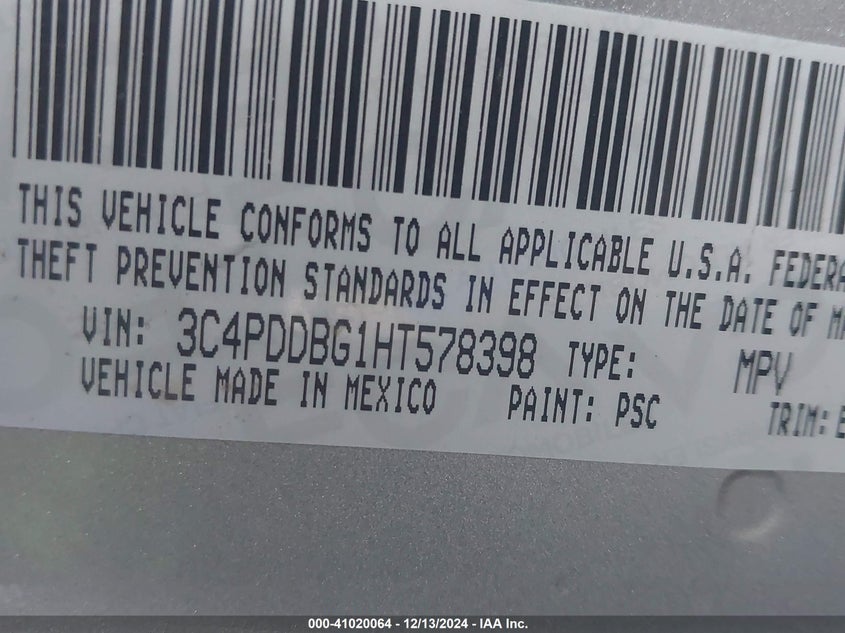 THIS VEHICLE CONFORMS TO ALL APPLICABLE U.S.A.
THEFT PREVENTION STANDARDS IN EFFECT ON THE DATE OF
VIN: 3C4PDDBG1HT578398 TYPE: MPV
VEHICLE MADE IN MEXICO PAINT: PSC TRIM:
000-41020064 - 12/13/2024 - IAA Inc.